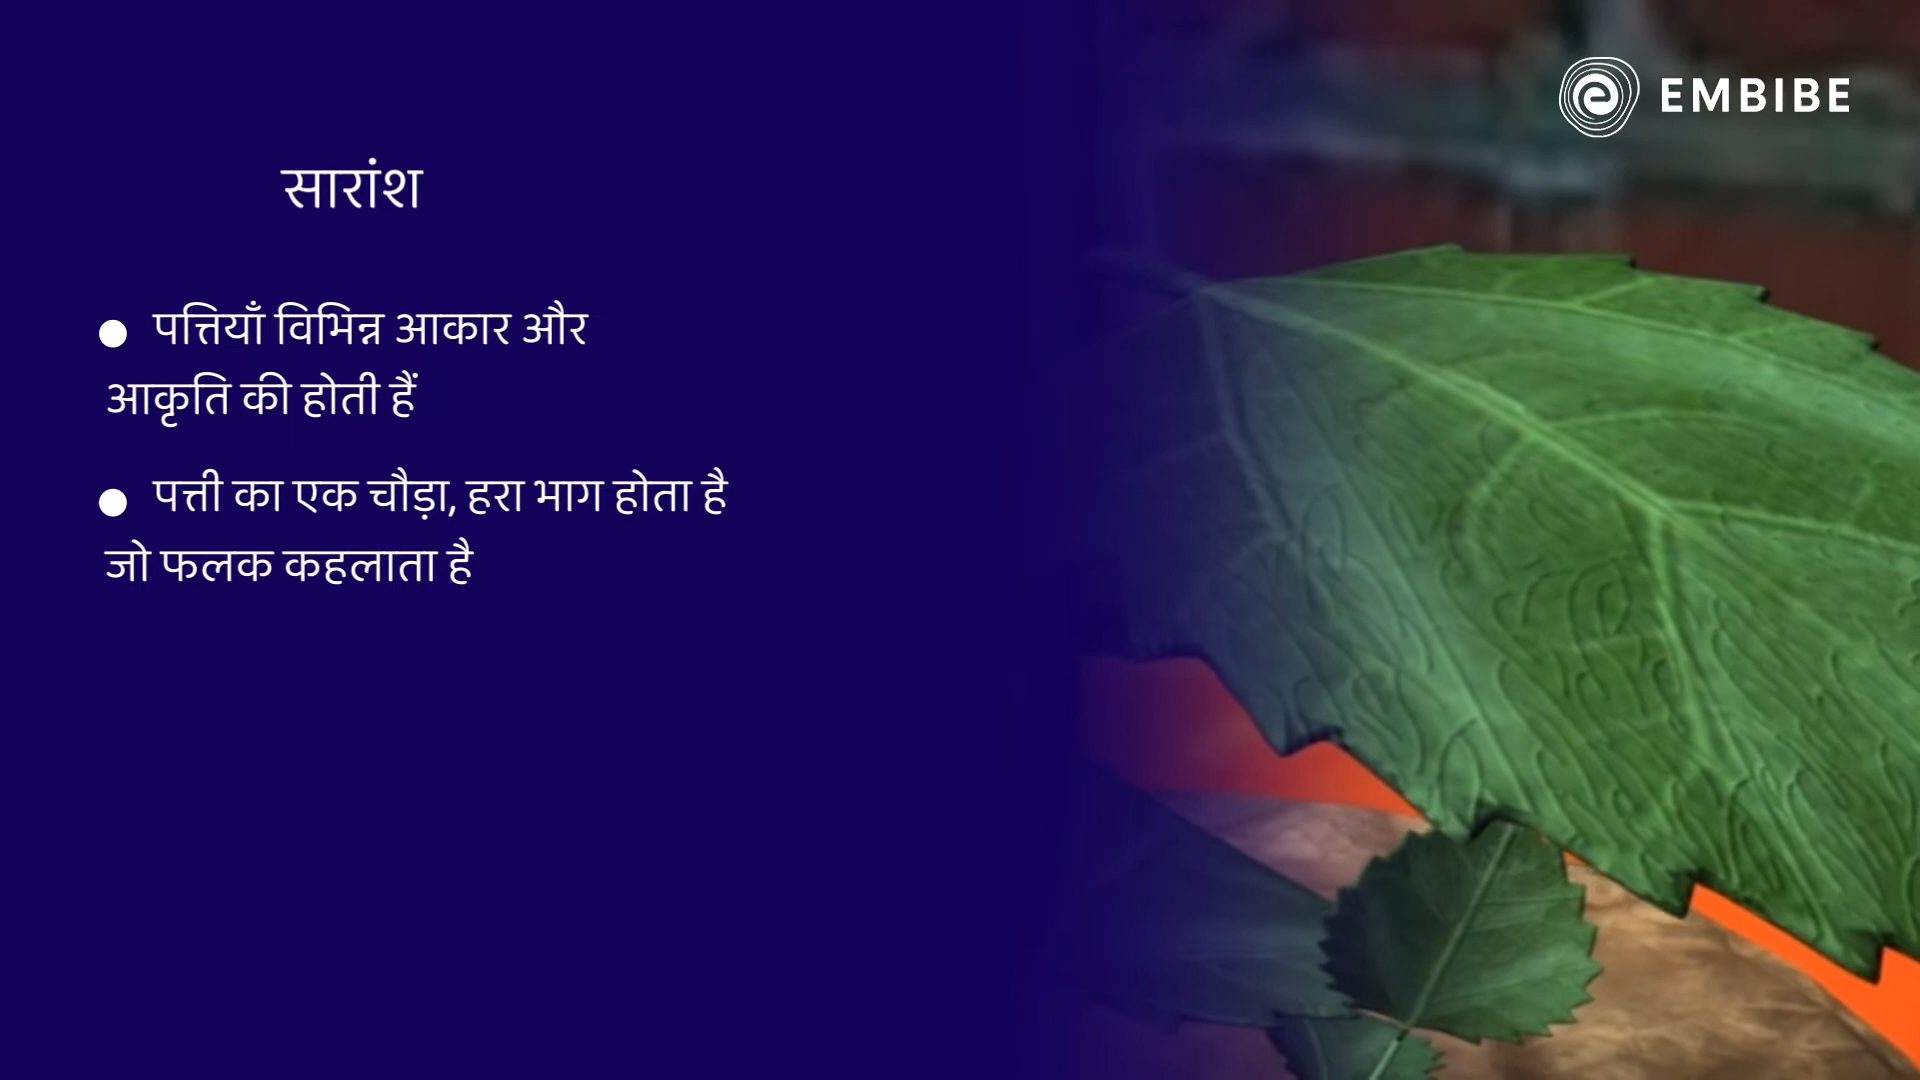 EMBIBE
सारांश
● पत्तियाँ विभिन्न आकार और
आकृति की होती हैं
● पत्ती का एक चौड़ा, हरा भाग होता है
जो फलक कहलाता है